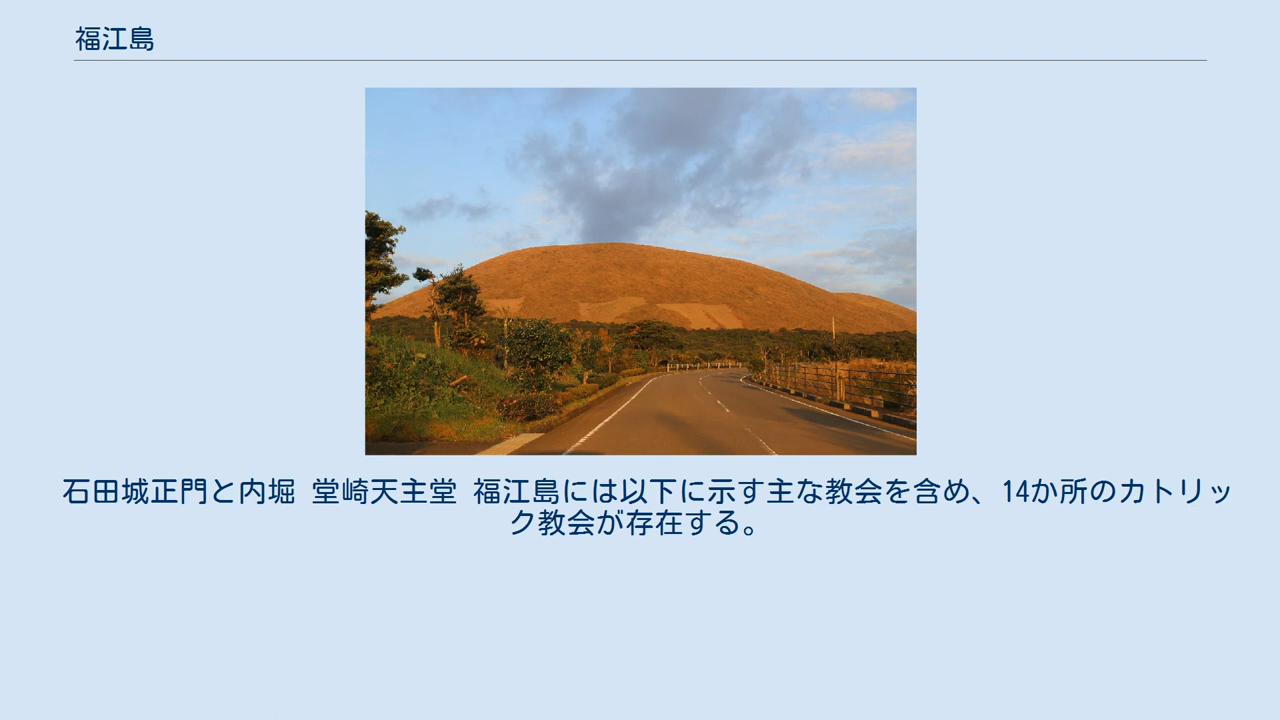 福江島
石田城正門と内堀 堂崎天主堂 福江島には以下に示す主な教会を含め、14か所のカトリッ
ク教会が存在する。